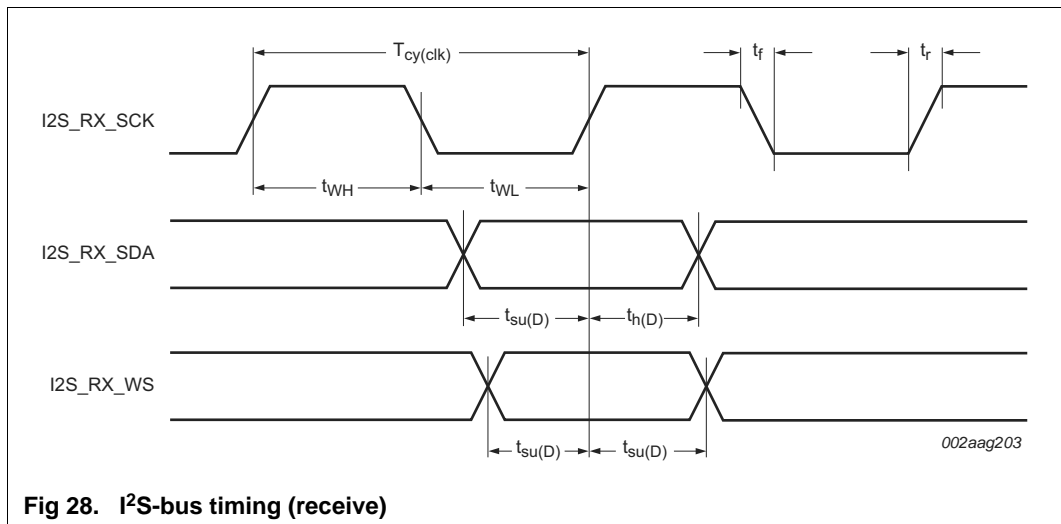 T_cy(clk)
t_f
t_r
I2S_RX_SCK
t_WH
t_WL
I2S_RX_SDA
t_su(D)
t_h(D)
I2S_RX_WS
t_su(D)
t_su(D)
002aag203
Fig 28. I²S-bus timing (receive)